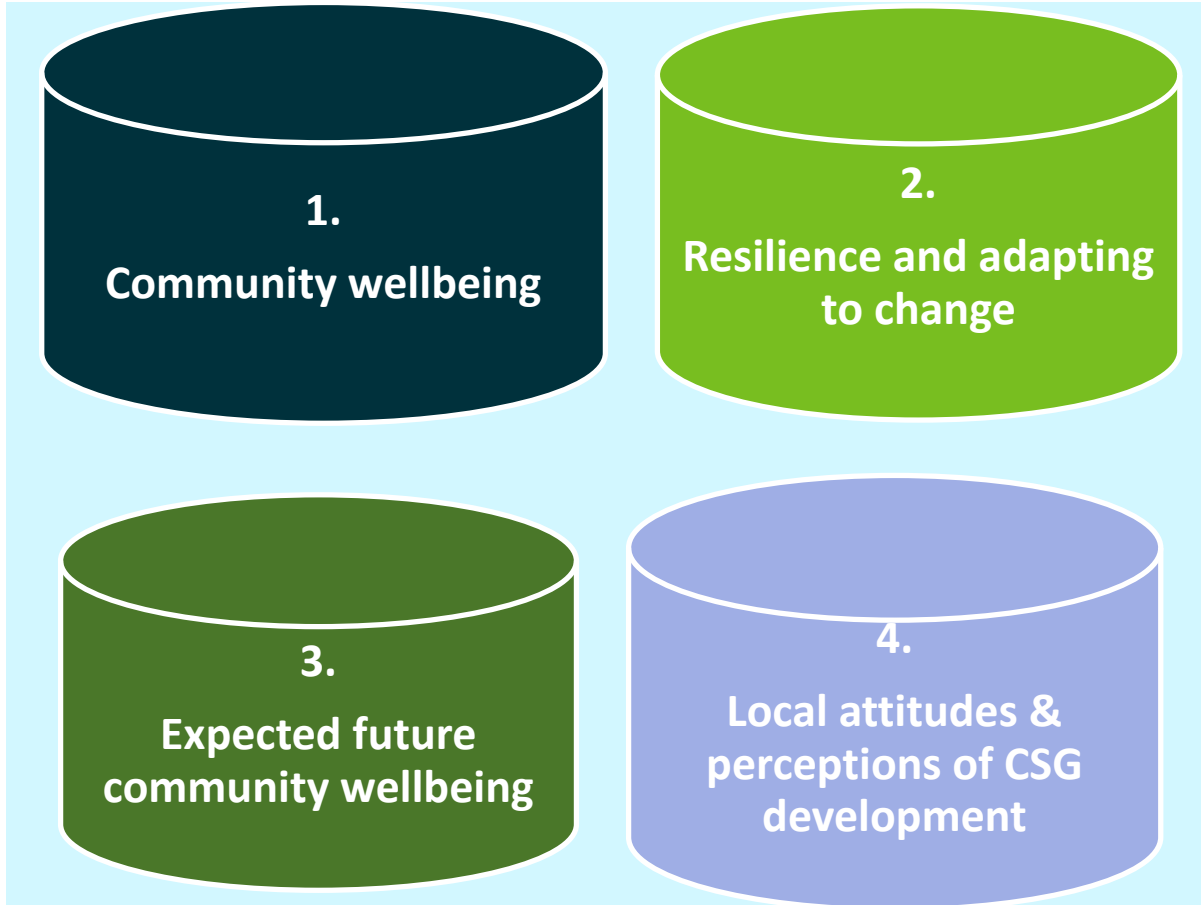 1.
Community wellbeing
2.
Resilience and adapting
to change
3.
Expected future
community wellbeing
4.
Local attitudes &
perceptions of CSG
development